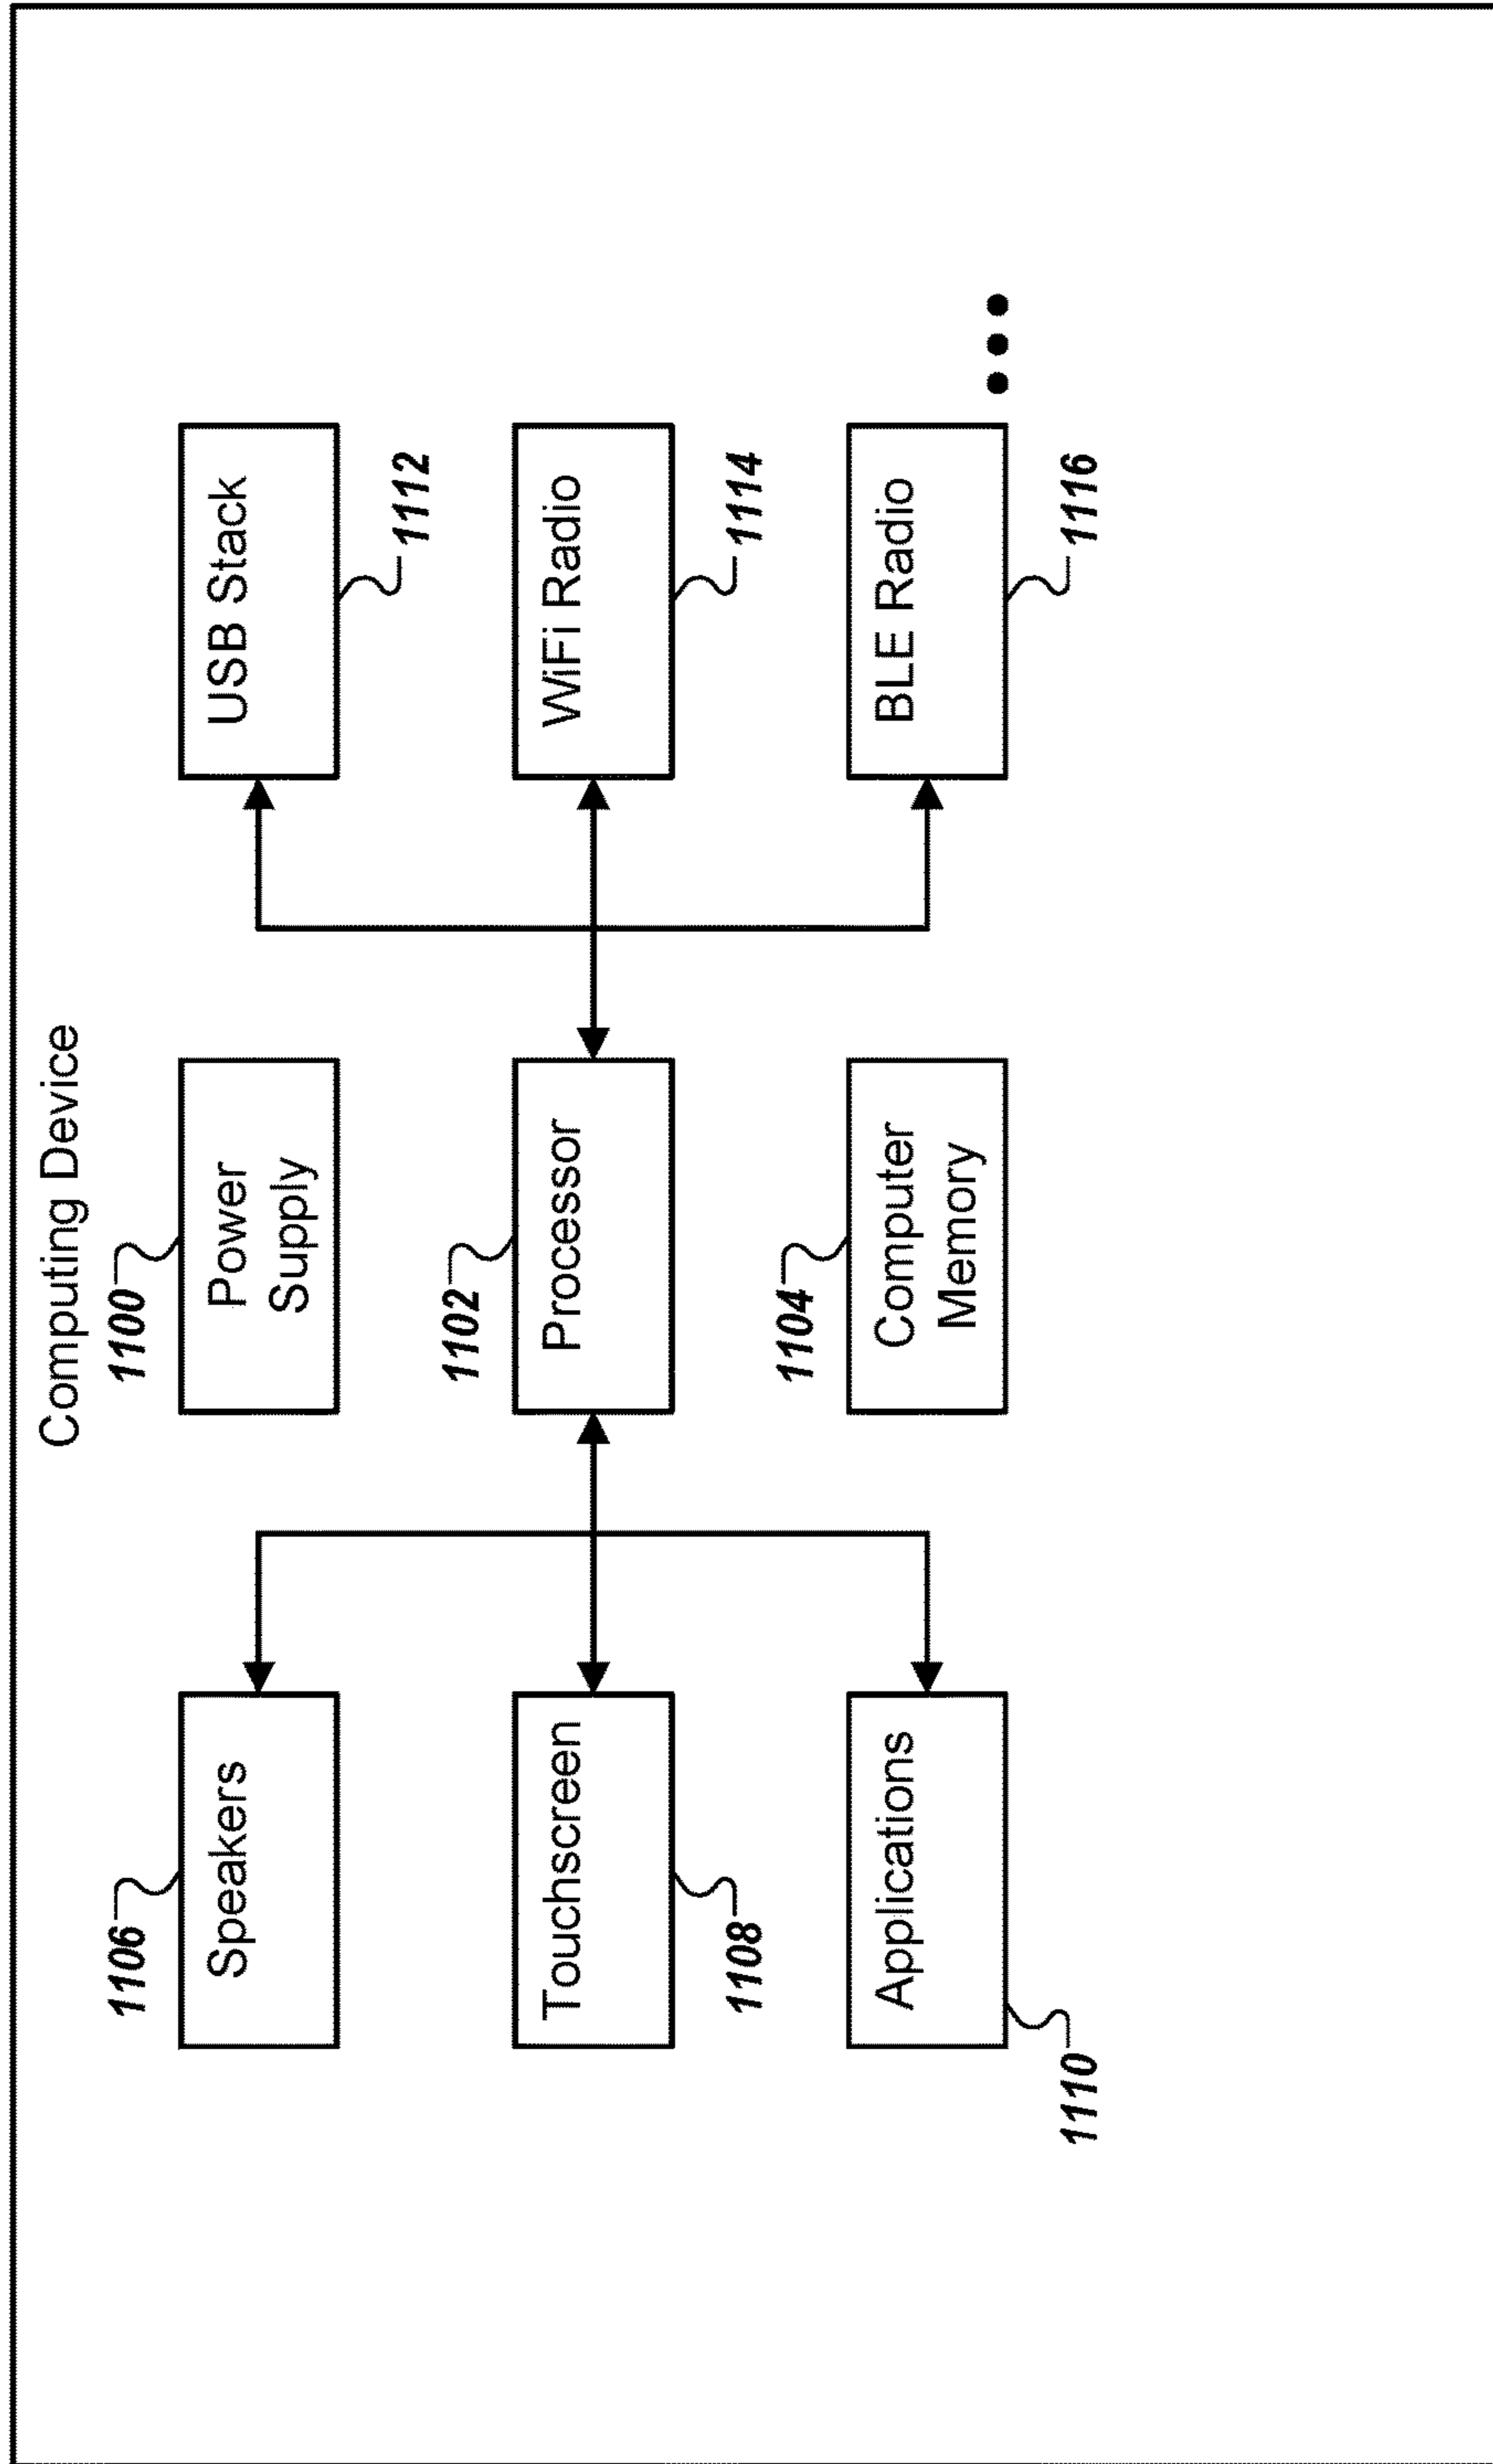 Computing Device
1106
Speakers
1108
Touchscreen
1110
Applications
1100
Power
Supply
1102
Processor
1104
Computer
Memory
USB Stack
1112
WiFi Radio
1114
BLE Radio
1116